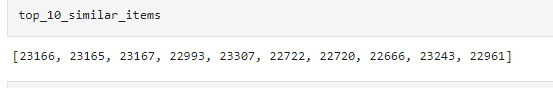 top_10_similar_items
[23166, 23165, 23167, 22993, 23307, 22722, 22720, 22666, 23243, 22961]